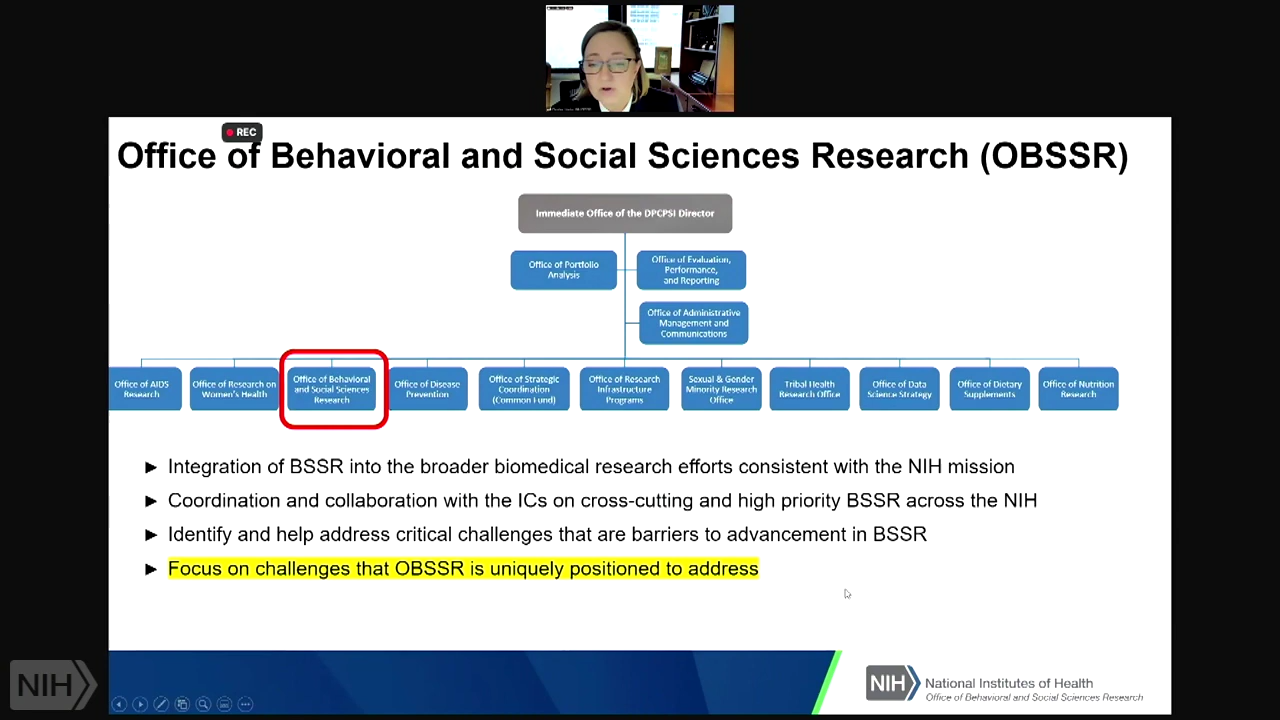 REC
Office of Behavioral and Social Sciences Research (OBSSR)
Immediate Office of the DPCPSI Director
Office of Portfolio
Analysis
Office of Evaluation,
Performance,
and Reporting
Office of Administrative
Management and
Communications
Office of AIDS
Research
Office of Research on
Women's Health
Office of Behavioral
and Social Sciences
Research
Office of Disease
Prevention
Office of Strategic
Coordination
(Common Fund)
Office of Research
Infrastructure
Programs
Sexual & Gender
Minority Research
Office
Tribal Health
Research Office
Office of Data
Science Strategy
Office of Dietary
Supplements
Office of Nutrition
Research
Integration of BSSR into the broader biomedical research efforts consistent with the NIH mission
Coordination and collaboration with the ICs on cross-cutting and high priority BSSR across the NIH
Identify and help address critical challenges that are barriers to advancement in BSSR
Focus on challenges that OBSSR is uniquely positioned to address
NIH
NIH
National Institutes of Health
Office of Behavioral and Social Sciences Research